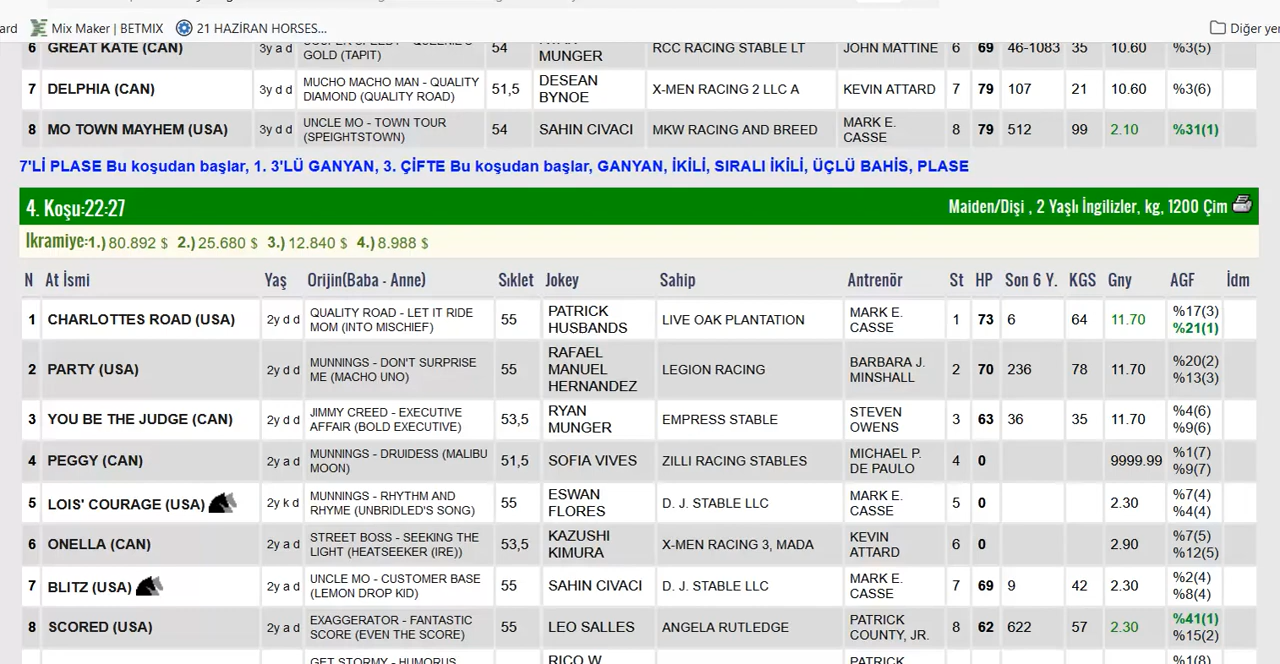 ard Mix Maker | BETMIX 21 HAZİRAN HORSES... Diğer yer
6 GREAT KATE (CAN) 3y a d GOLD (TAPIT) 54 MUNGER RCC RACING STABLE LT JOHN MATTINE 6 69 46-1083 35 10.60 %3(5)
7 DELPHIA (CAN) 3y d d MUCHO MACHO MAN - QUALITY DIAMOND (QUALITY ROAD) 51,5 DESEAN BYNOE X-MEN RACING 2 LLC A KEVIN ATTARD 7 79 107 21 10.60 %3(6)
8 MO TOWN MAYHEM (USA) 3y d d UNCLE MO - TOWN TOUR (SPEIGHTSTOWN) 54 SAHIN CIVACI MKW RACING AND BREED MARK E. CASSE 8 79 512 99 2.10 %31(1)
7'Lİ PLASE Bu koşudan başlar, 1. 3'LÜ GANYAN, 3. ÇİFTE Bu koşudan başlar, GANYAN, İKİLİ, SIRALI İKİLİ, ÜÇLÜ BAHİS, PLASE
4. Koşu:22:27 Maiden/Dişi , 2 Yaşlı İngilizler, kg, 1200 Çim
İkramiye:1.) 80.892 $ 2.) 25.680 $ 3.) 12.840 $ 4.) 8.988 $
N At İsmi Yaş Orijin(Baba - Anne) Sıklet Jokey Sahip Antrenör St HP Son 6 Y. KGS Gny AGF İdm
1 CHARLOTTES ROAD (USA) 2y d d QUALITY ROAD - LET IT RIDE MOM (INTO MISCHIEF) 55 PATRICK HUSBANDS LIVE OAK PLANTATION MARK E. CASSE 1 73 6 64 11.70 %17(3) %21(1)
2 PARTY (USA) 2y d d MUNNINGS - DON'T SURPRISE ME (MACHO UNO) 55 RAFAEL MANUEL HERNANDEZ LEGION RACING BARBARA J. MINSHALL 2 70 236 78 11.70 %20(2) %13(3)
3 YOU BE THE JUDGE (CAN) 2y d d JIMMY CREED - EXECUTIVE AFFAIR (BOLD EXECUTIVE) 53,5 RYAN MUNGER EMPRESS STABLE STEVEN OWENS 3 63 36 35 11.70 %4(6) %9(6)
4 PEGGY (CAN) 2y a d MUNNINGS - DRUIDESS (MALIBU MOON) 51,5 SOFIA VIVES ZILLI RACING STABLES MICHAEL P. DE PAULO 4 0 9999.99 %1(7) %9(7)
5 LOIS' COURAGE (USA) 2y k d MUNNINGS - RHYTHM AND RHYME (UNBRIDLED'S SONG) 55 ESWAN FLORES D. J. STABLE LLC MARK E. CASSE 5 0 2.30 %7(4) %4(4)
6 ONELLA (CAN) 2y a d STREET BOSS - SEEKING THE LIGHT (HEATSEEKER (IRE)) 53,5 KAZUSHI KIMURA X-MEN RACING 3, MADA KEVIN ATTARD 6 0 2.90 %7(5) %12(5)
7 BLITZ (USA) 2y a d UNCLE MO - CUSTOMER BASE (LEMON DROP KID) 55 SAHIN CIVACI D. J. STABLE LLC MARK E. CASSE 7 69 9 42 2.30 %2(4) %8(4)
8 SCORED (USA) 2y a d EXAGGERATOR - FANTASTIC SCORE (EVEN THE SCORE) 55 LEO SALLES ANGELA RUTLEDGE PATRICK COUNTY, JR. 8 62 622 57 2.30 %41(1) %15(2)
GET STORMY - HUMORUS RICO W PATRICK %1(8)